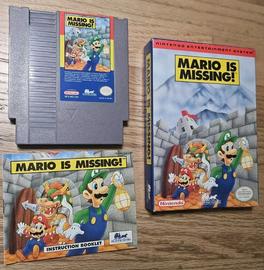 MARIO IS MISSING!
NINTENDO ENTERTAINMENT SYSTEM
MARIO IS MISSING!
MARIO IS MISSING!
Nintendo
MARIO IS MISSING!
INSTRUCTION BOOKLET